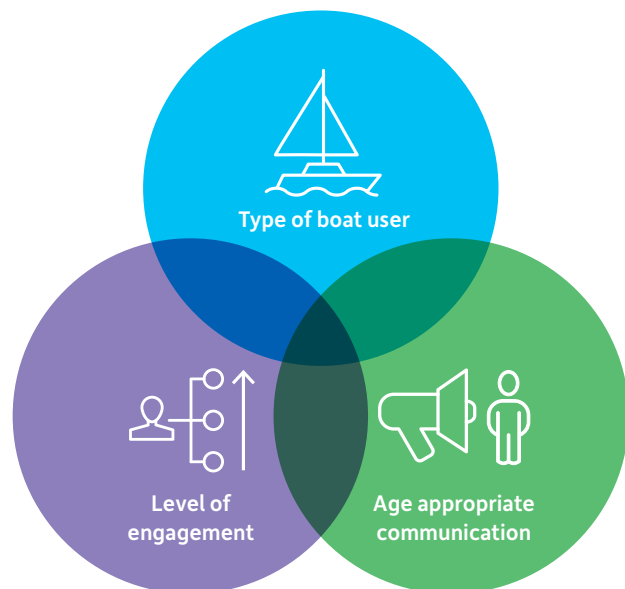 Type of boat user
Level of
engagement
Age appropriate
communication